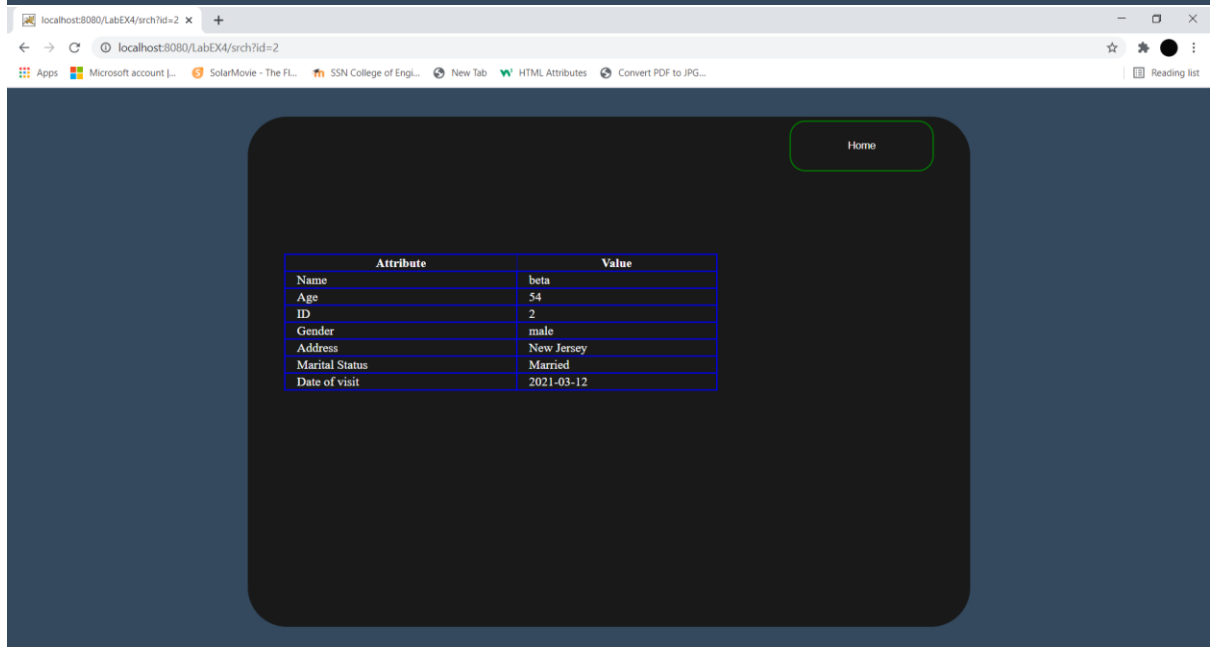 localhost:8080/LabEX4/srch?id=2
localhost:8080/LabEX4/srch?id=2
Apps Microsoft account |... SolarMovie - The Fl... SSN College of Engi... New Tab HTML Attributes Convert PDF to JPG... Reading list
Home
Attribute Value
Name beta
Age 54
ID 2
Gender male
Address New Jersey
Marital Status Married
Date of visit 2021-03-12